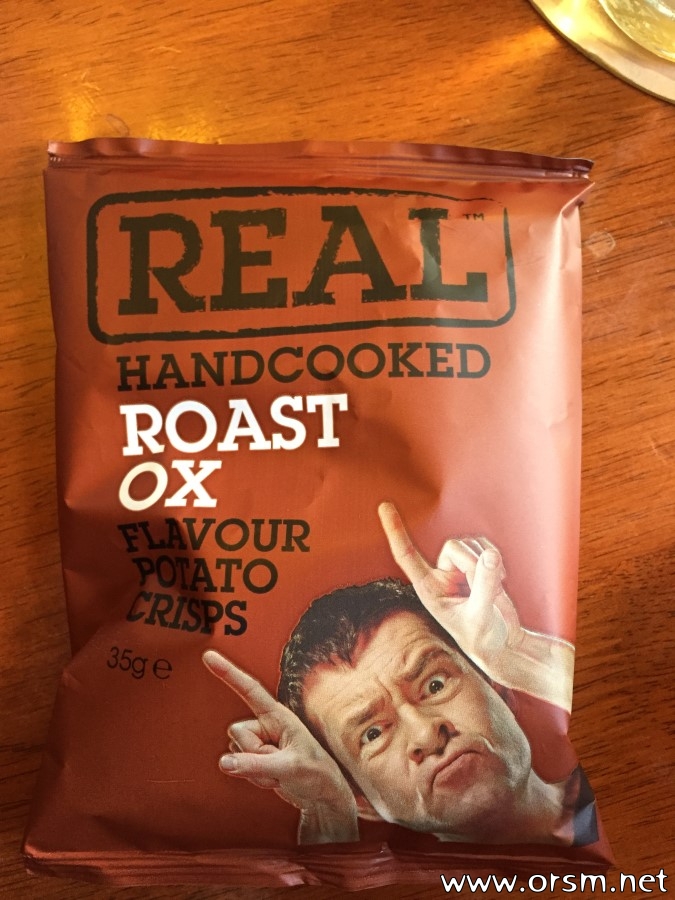 REAL™
HANDCOOKED
ROAST
OX
FLAVOUR
POTATO
CRISPS
35g e
www.orsm.net